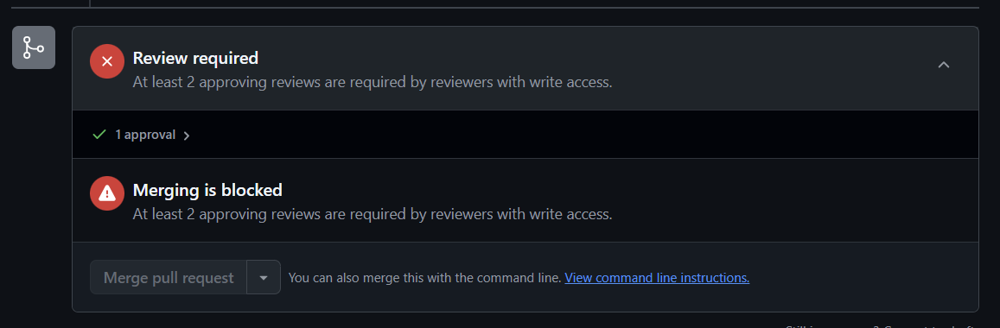 Review required
At least 2 approving reviews are required by reviewers with write access.
1 approval
Merging is blocked
At least 2 approving reviews are required by reviewers with write access.
Merge pull request
You can also merge this with the command line. View command line instructions.